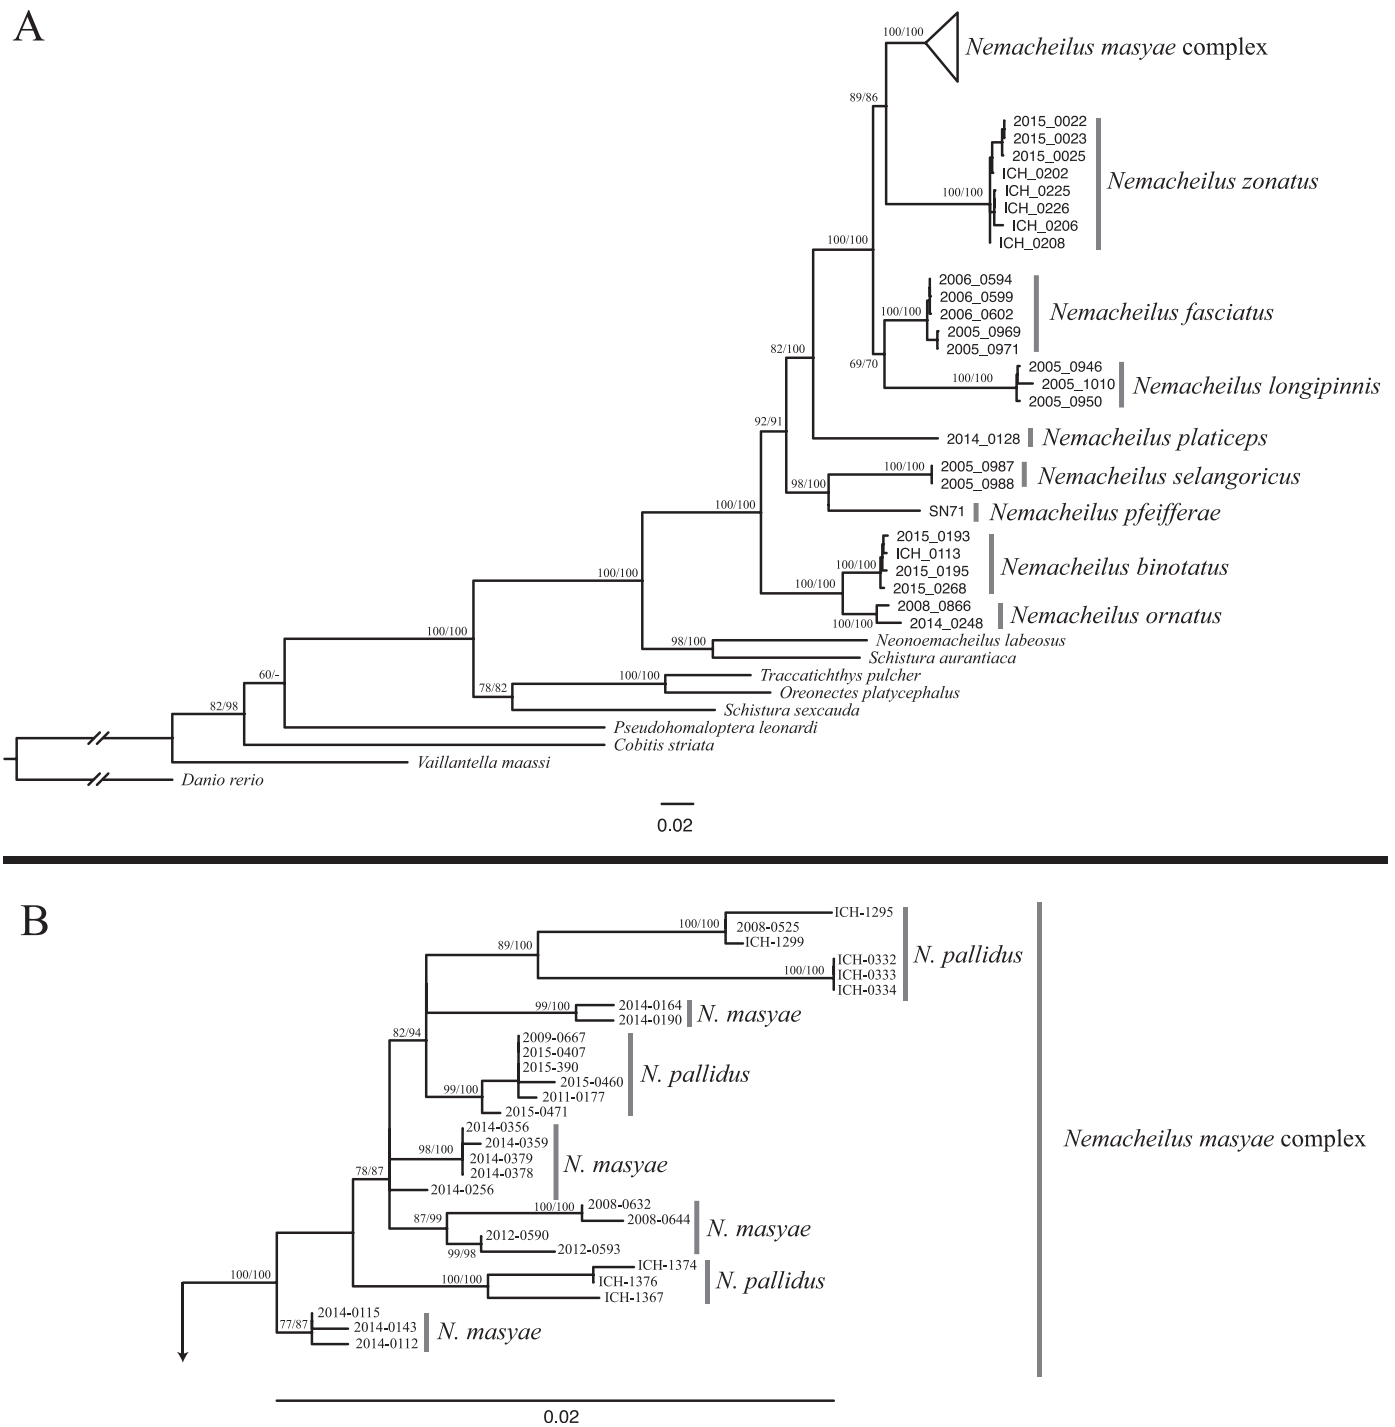 A
100/100
Nemacheilus masyae complex
89/86
2015_0022
2015_0023
2015_0025
ICH_0202
100/100
ICH_0225
ICH_0226
ICH_0206
ICH_0208
Nemacheilus zonatus
100/100
2006_0594
2006_0599
2006_0602
2005_0969
2005_0971
100/100
Nemacheilus fasciatus
82/100
69/70
2005_0946
2005_1010
2005_0950
100/100
Nemacheilus longipinnis
92/91
2014_0128
Nemacheilus platiceps
100/100
2005_0987
2005_0988
Nemacheilus selangoricus
98/100
SN71
Nemacheilus pfeifferae
100/100
2015_0193
ICH_0113
2015_0195
2015_0268
100/100
Nemacheilus binotatus
100/100
100/100
2008_0866
2014_0248
100/100
Nemacheilus ornatus
98/100
Neonoemacheilus labeosus
Schistura aurantiaca
100/100
100/100
Traccatichthys pulcher
Oreonectes platycephalus
78/82
Schistura sexcauda
60/-
Pseudohomaloptera leonardi
82/98
Cobitis striata
Vaillantella maassi
Danio rerio
0.02
B
ICH-1295
100/100
2008-0525
ICH-1299
89/100
ICH-0332
100/100
ICH-0333
ICH-0334
N. pallidus
99/100
2014-0164
2014-0190
N. masyae
82/94
2009-0667
2015-0407
2015-390
2015-0460
99/100
2011-0177
2015-0471
N. pallidus
2014-0356
98/100
2014-0359
2014-0379
2014-0378
78/87
2014-0256
N. masyae
100/100
2008-0632
2008-0644
87/99
2012-0590
99/98
2012-0593
N. masyae
ICH-1374
100/100
ICH-1376
ICH-1367
N. pallidus
100/100
2014-0115
77/87
2014-0143
2014-0112
N. masyae
Nemacheilus masyae complex
0.02